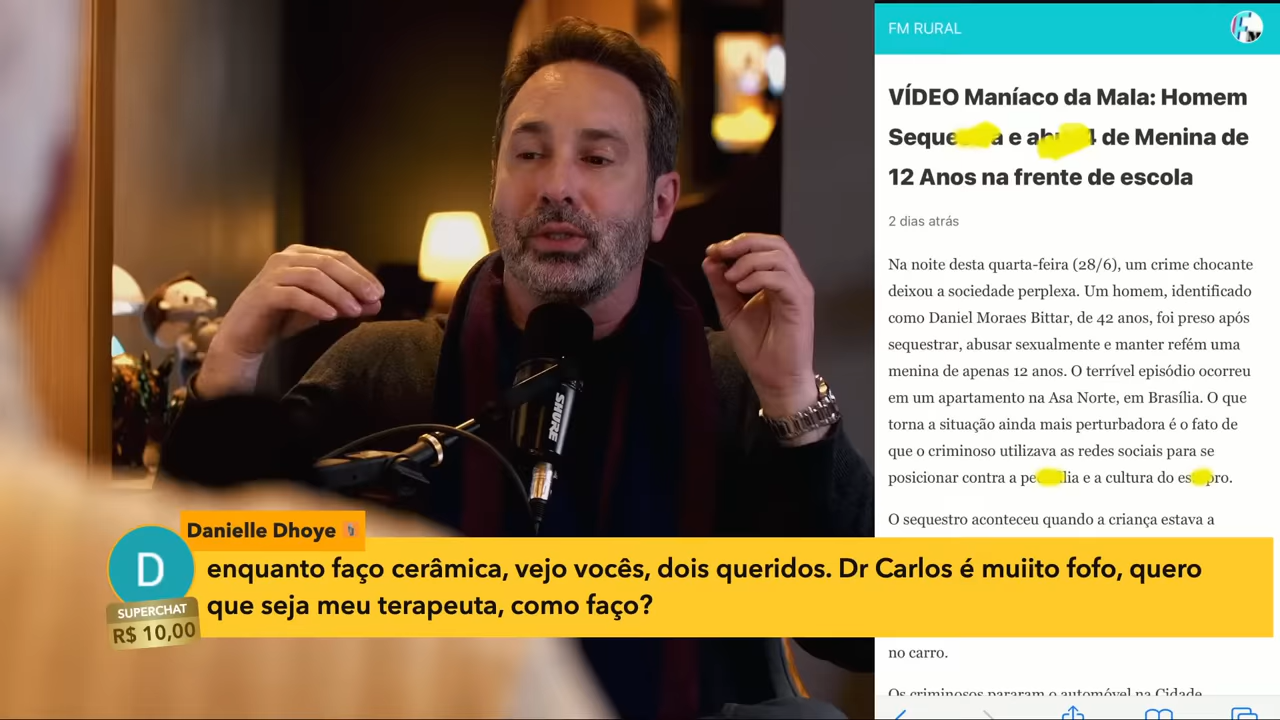 FM RURAL
VÍDEO Maníaco da Mala: Homem
e de Menina de
12 Anos na frente de escola
2 dias atrás
Na noite desta quarta-feira (28/6), um crime chocante
deixou a sociedade perplexa. Um homem, identificado
como Daniel Moraes Bittar, de 42 anos, foi preso após
sequestrar, abusar sexualmente e manter refém uma
menina de apenas 12 anos. O terrível episódio ocorreu
em um apartamento na Asa Norte, em Brasília. O que
torna a situação ainda mais perturbadora é o fato de
que o criminoso utilizava as redes sociais para se
posicionar contra a e a cultura do
O sequestro aconteceu quando a criança estava a
no carro.
Os criminosos pararam o automóvel na Cidade
SHURE
Danielle Dhoye
D
enquanto faço cerâmica, vejo vocês, dois queridos. Dr Carlos é muiito fofo, quero
que seja meu terapeuta, como faço?
SUPERCHAT
R$ 10,00